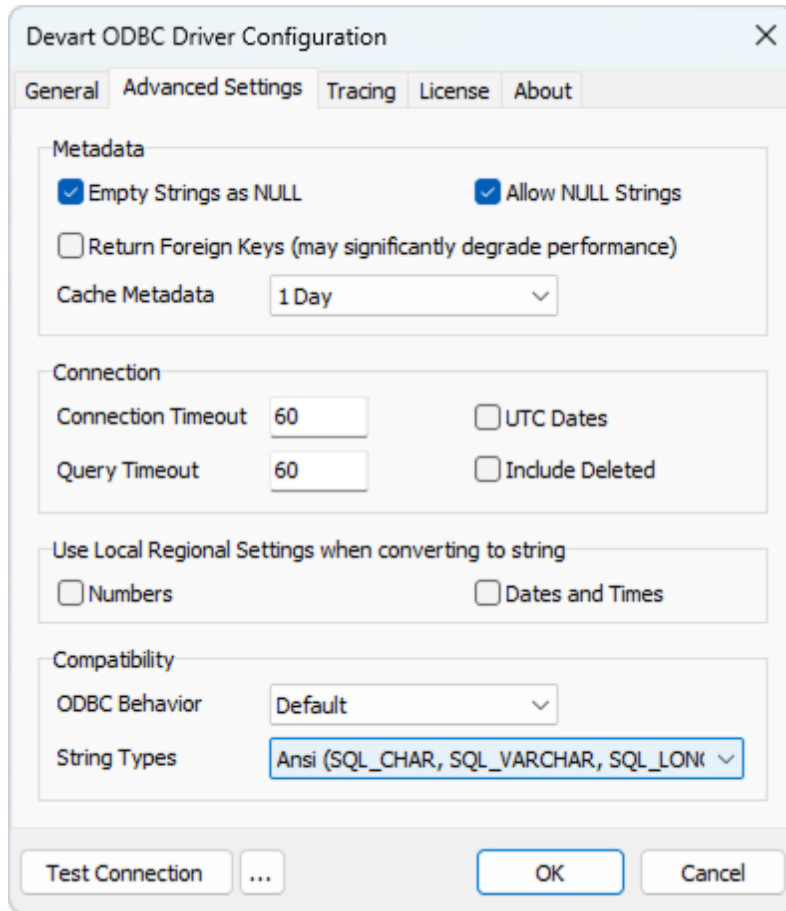 Devart ODBC Driver Configuration
General Advanced Settings Tracing License About
Metadata
Empty Strings as NULL Allow NULL Strings
Return Foreign Keys (may significantly degrade performance)
Cache Metadata 1 Day
Connection
Connection Timeout 60 UTC Dates
Query Timeout 60 Include Deleted
Use Local Regional Settings when converting to string
Numbers Dates and Times
Compatibility
ODBC Behavior Default
String Types Ansi (SQL_CHAR, SQL_VARCHAR, SQL_LON
Test Connection ... OK Cancel